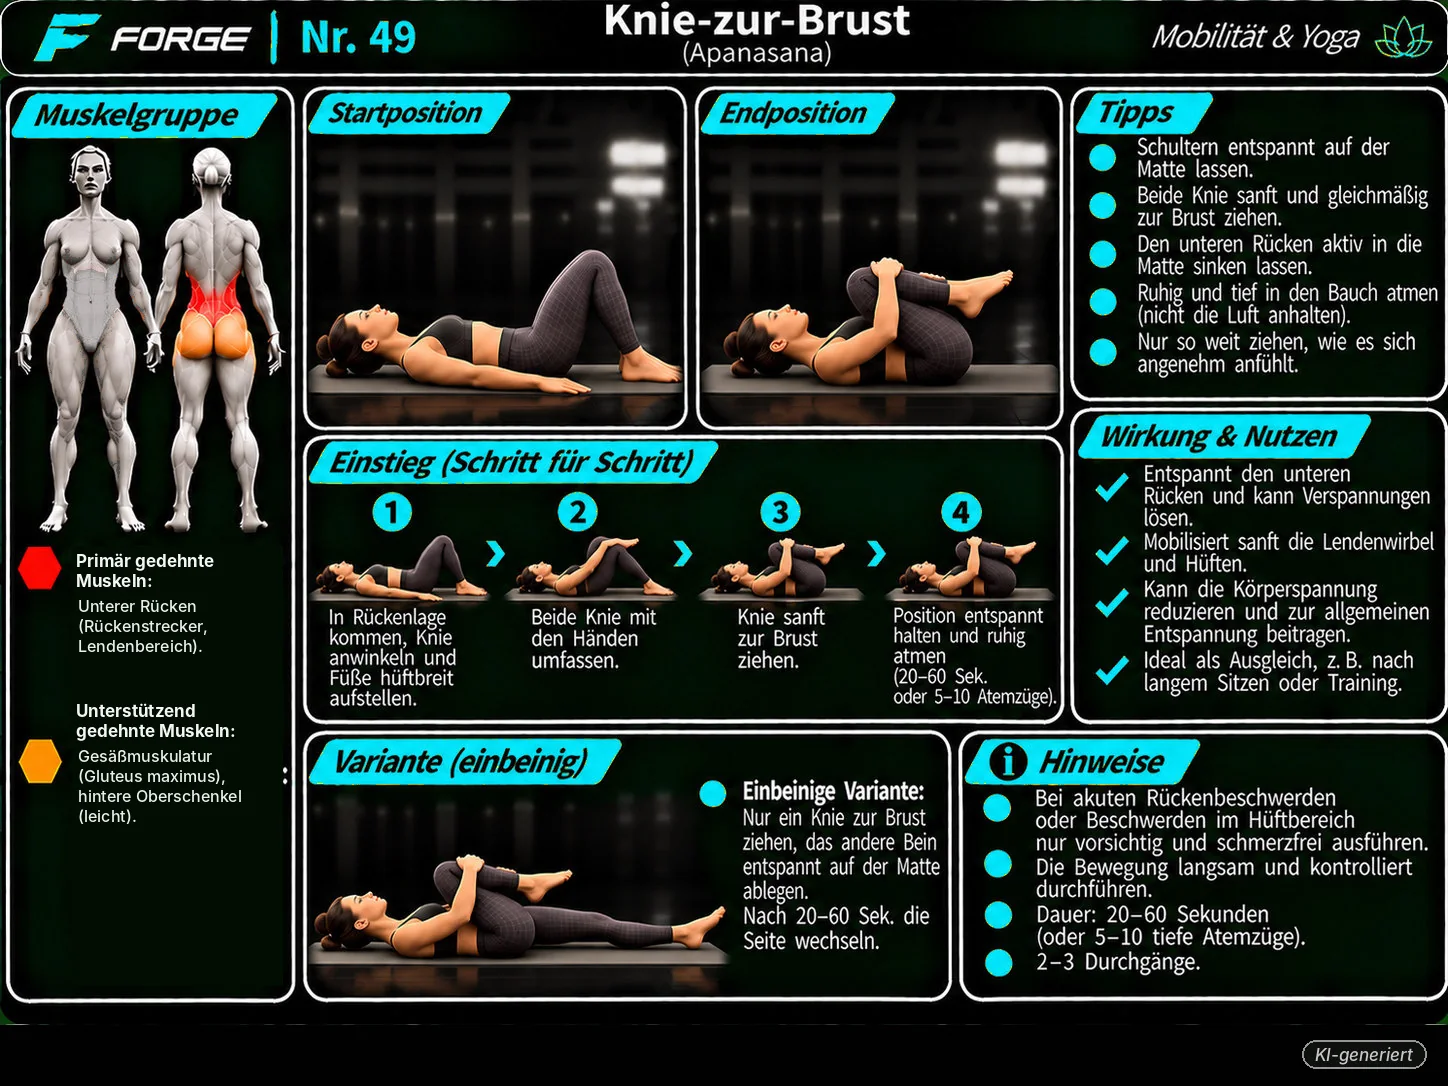 FORGE
Nr. 49
Knie-zur-Brust
(Apanasana)
Mobilität & Yoga
Muskelgruppe
Primär gedehnte
Muskeln:
Unterer Rücken
(Rückenstrecker,
Lendenbereich).
Unterstützend
gedehnte Muskeln:
Gesäßmuskulatur
(Gluteus maximus),
hintere Oberschenkel
(leicht).
:
Startposition
Endposition
Einstieg (Schritt für Schritt)
1
In Rückenlage
kommen, Knie
anwinkeln und
Füße hüftbreit
aufstellen.
2
Beide Knie mit
den Händen
umfassen.
3
Knie sanft
zur Brust
ziehen.
4
Position entspannt
halten und ruhig
atmen
(20–60 Sek.
oder 5–10 Atemzüge).
Variante (einbeinig)
Einbeinige Variante:
Nur ein Knie zur Brust
ziehen, das andere Bein
entspannt auf der Matte
ablegen.
Nach 20–60 Sek. die
Seite wechseln.
Tipps
Schultern entspannt auf der
Matte lassen.
Beide Knie sanft und gleichmäßig
zur Brust ziehen.
Den unteren Rücken aktiv in die
Matte sinken lassen.
Ruhig und tief in den Bauch atmen
(nicht die Luft anhalten).
Nur so weit ziehen, wie es sich
angenehm anfühlt.
Wirkung & Nutzen
Entspannt den unteren
Rücken und kann Verspannungen
lösen.
Mobilisiert sanft die Lendenwirbel
und Hüften.
Kann die Körperspannung
reduzieren und zur allgemeinen
Entspannung beitragen.
Ideal als Ausgleich, z. B. nach
langem Sitzen oder Training.
i Hinweise
Bei akuten Rückenbeschwerden
oder Beschwerden im Hüftbereich
nur vorsichtig und schmerzfrei ausführen.
Die Bewegung langsam und kontrolliert
durchführen.
Dauer: 20–60 Sekunden
(oder 5–10 tiefe Atemzüge).
2–3 Durchgänge.
KI-generiert